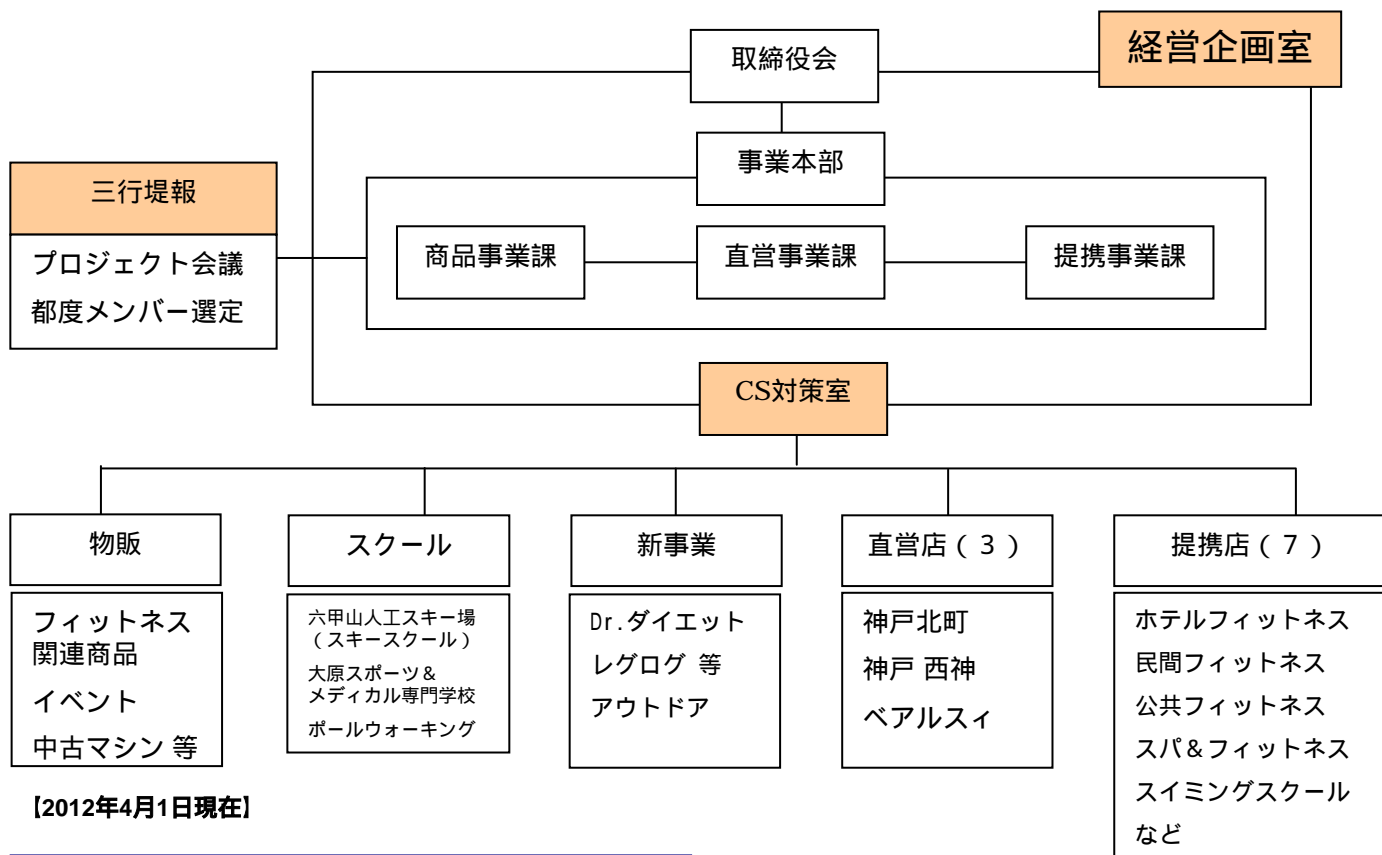 取締役会
経営企画室
事業本部
三行堤報
プロジェクト会議
都度メンバー選定
商品事業課
直営事業課
提携事業課
CS対策室
物販
フィットネス
関連商品
イベント
中古マシン 等
スクール
六甲山人工スキー場
（スキースクール）
大原スポーツ＆
メディカル専門学校
ポールウォーキング
新事業
Dr.ダイエット
レグログ 等
アウトドア
直営店（３）
神戸北町
神戸 西神
ベアルスィ
提携店（７）
ホテルフィットネス
民間フィットネス
公共フィットネス
スパ＆フィットネス
スイミングスクール
など
【2012年4月1日現在】